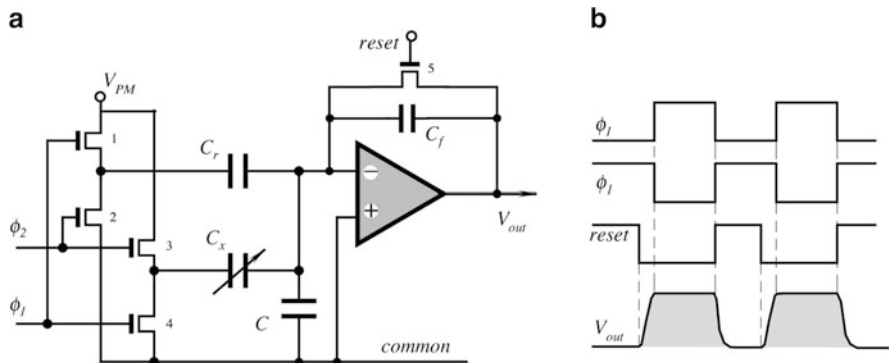 a
b
reset
5
V_PM
1
C_r
C_f
ϕ_1
ϕ_1
−
+
2
ϕ_2
3
C_x
V_out
reset
ϕ_1
4
C
common
V_out